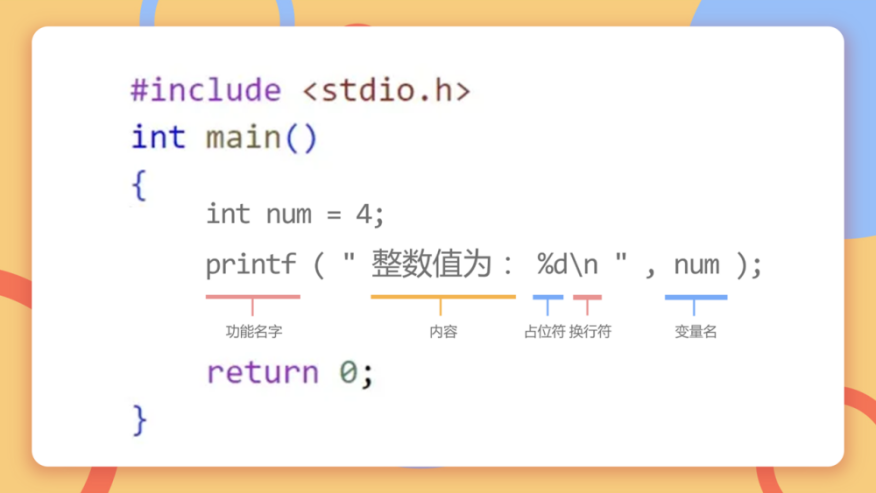 #include <stdio.h>
int main()
{
int num = 4;
printf ( " 整数值为： %d\n " , num );
功能名字 内容 占位符 换行符 变量名
return 0;
}